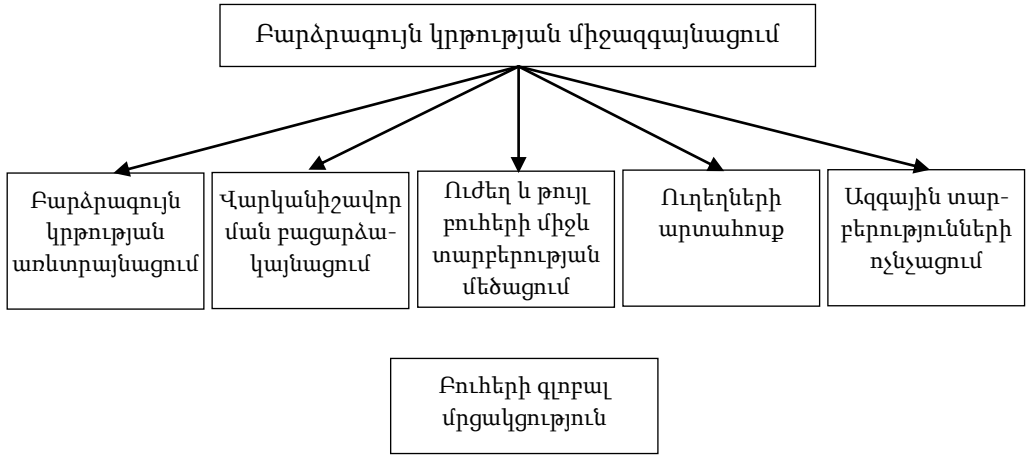 Բարձրագույն կրթության միջազգայնացում
Բարձրագույն
կրթության
առևտրայնացում
Վարկանիշավոր
ման բացարձա-
կայնացում
Ուժեղ և թույլ
բուհերի միջև
տարբերության
մեծացում
Ուղեղների
արտահոսք
Ազգային տար-
բերությունների
ոչնչացում
Բուհերի գլոբալ
մրցակցություն